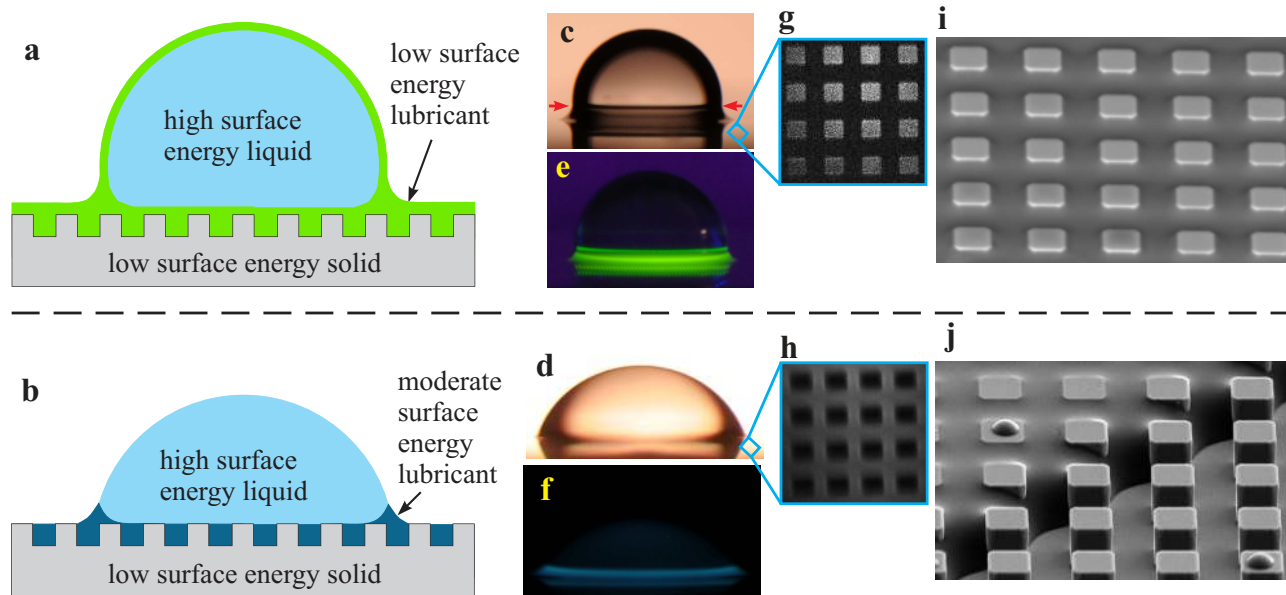 a
high surface
energy liquid
low surface
energy
lubricant
low surface energy solid
c
e
g
i
b
high surface
energy liquid
moderate
surface
energy
lubricant
low surface energy solid
d
f
h
j